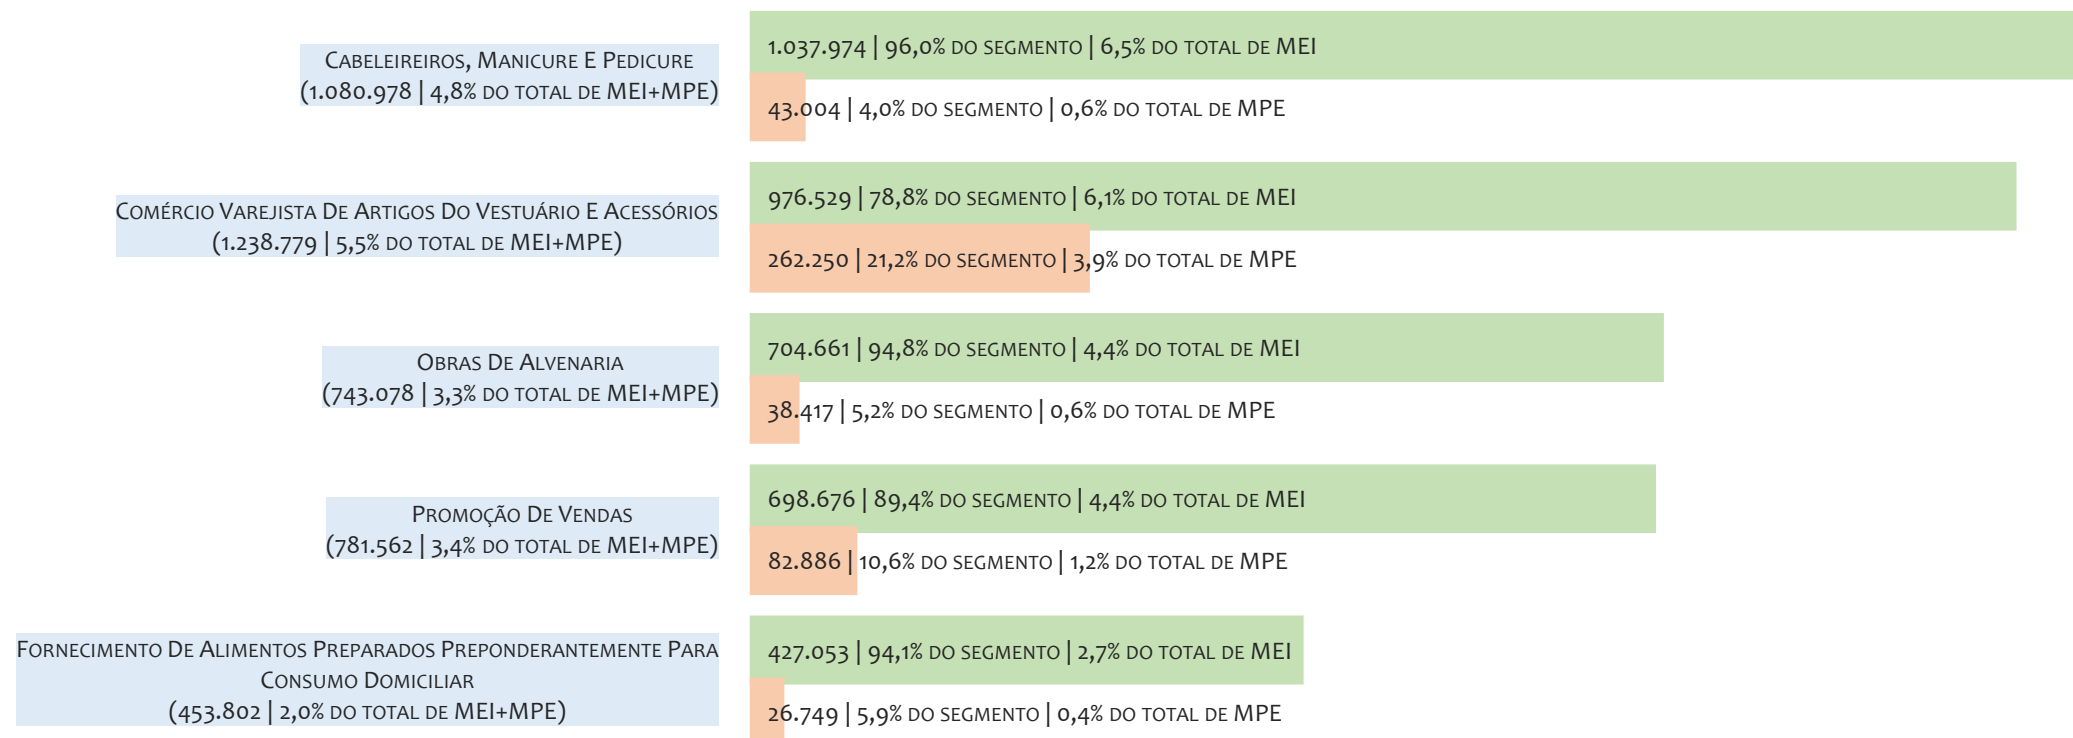 Cabeleireiros, Manicure E Pedicure
(1.080.978 | 4,8% do total de MEI+MPE)
1.037.974 | 96,0% do segmento | 6,5% do total de MEI
43.004 | 4,0% do segmento | 0,6% do total de MPE
Comércio Varejista De Artigos Do Vestuário E Acessórios
(1.238.779 | 5,5% do total de MEI+MPE)
976.529 | 78,8% do segmento | 6,1% do total de MEI
262.250 | 21,2% do segmento | 3,9% do total de MPE
Obras De Alvenaria
(743.078 | 3,3% do total de MEI+MPE)
704.661 | 94,8% do segmento | 4,4% do total de MEI
38.417 | 5,2% do segmento | 0,6% do total de MPE
Promoção De Vendas
(781.562 | 3,4% do total de MEI+MPE)
698.676 | 89,4% do segmento | 4,4% do total de MEI
82.886 | 10,6% do segmento | 1,2% do total de MPE
Fornecimento De Alimentos Preparados Preponderantemente Para
Consumo Domiciliar
(453.802 | 2,0% do total de MEI+MPE)
427.053 | 94,1% do segmento | 2,7% do total de MEI
26.749 | 5,9% do segmento | 0,4% do total de MPE